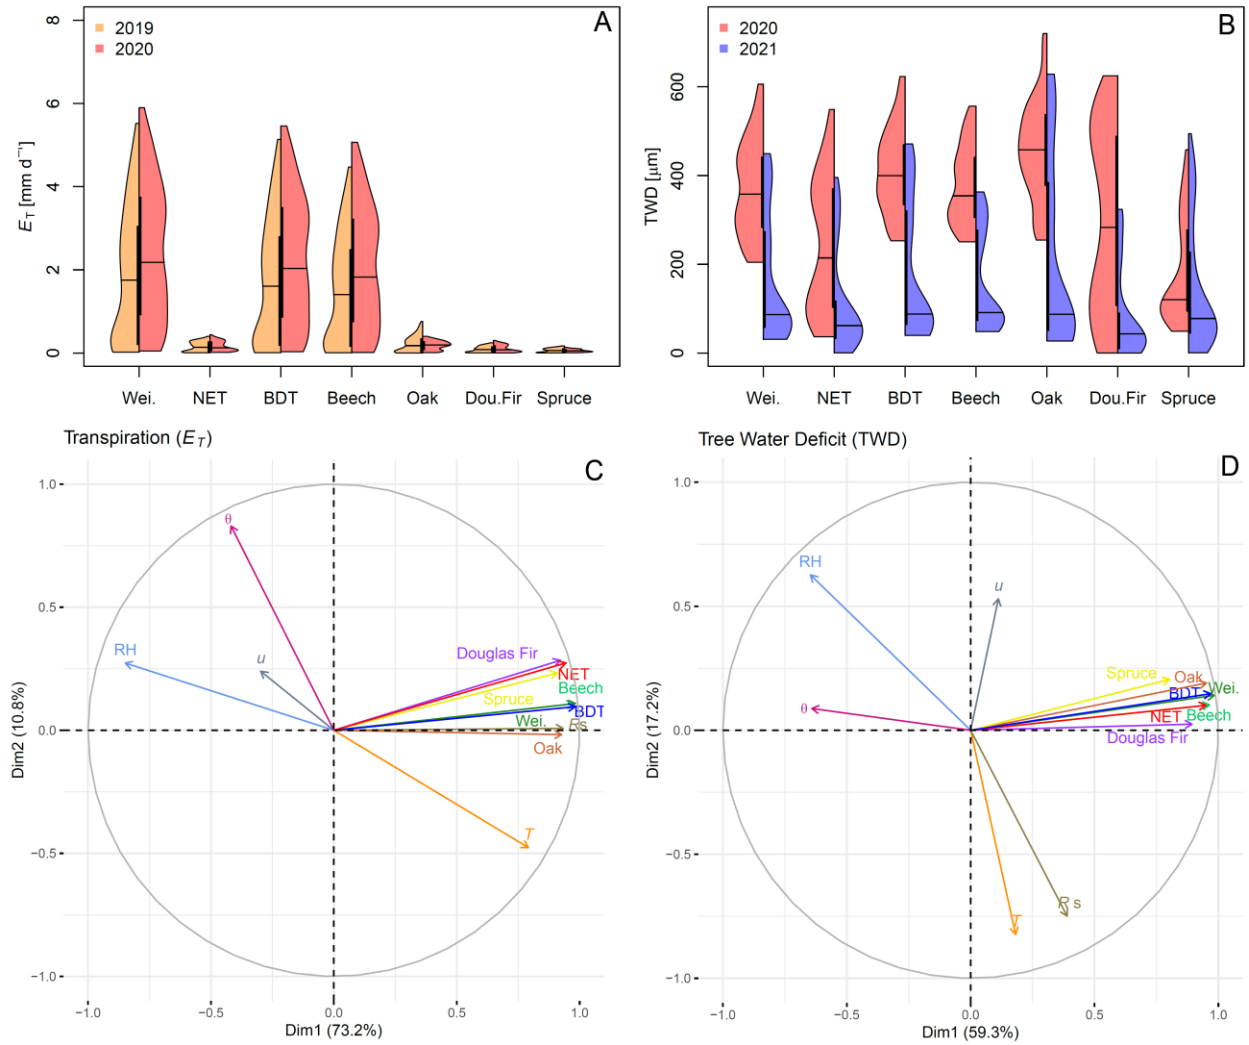 A
2019
2020
8
6
4
2
0
E_T [mm d⁻¹]
Wei. NET BDT Beech Oak Dou.Fir Spruce
B
2020
2021
600
400
200
0
TWD [µm]
Wei. NET BDT Beech Oak Dou.Fir Spruce
Transpiration (E_T)
C
1.0
0.5
0.0
−0.5
−1.0
Dim2 (10.8%)
θ
RH
u
Douglas Fir
NET
Spruce
Beech
BDT
Wei.
Rs
Oak
T
−1.0 −0.5 0.0 0.5 1.0
Dim1 (73.2%)
Tree Water Deficit (TWD)
D
1.0
0.5
0.0
−0.5
−1.0
Dim2 (17.2%)
RH
u
θ
Spruce
Oak
BDT
Wei.
NET
Beech
Douglas Fir
Rs
T
−1.0 −0.5 0.0 0.5 1.0
Dim1 (59.3%)